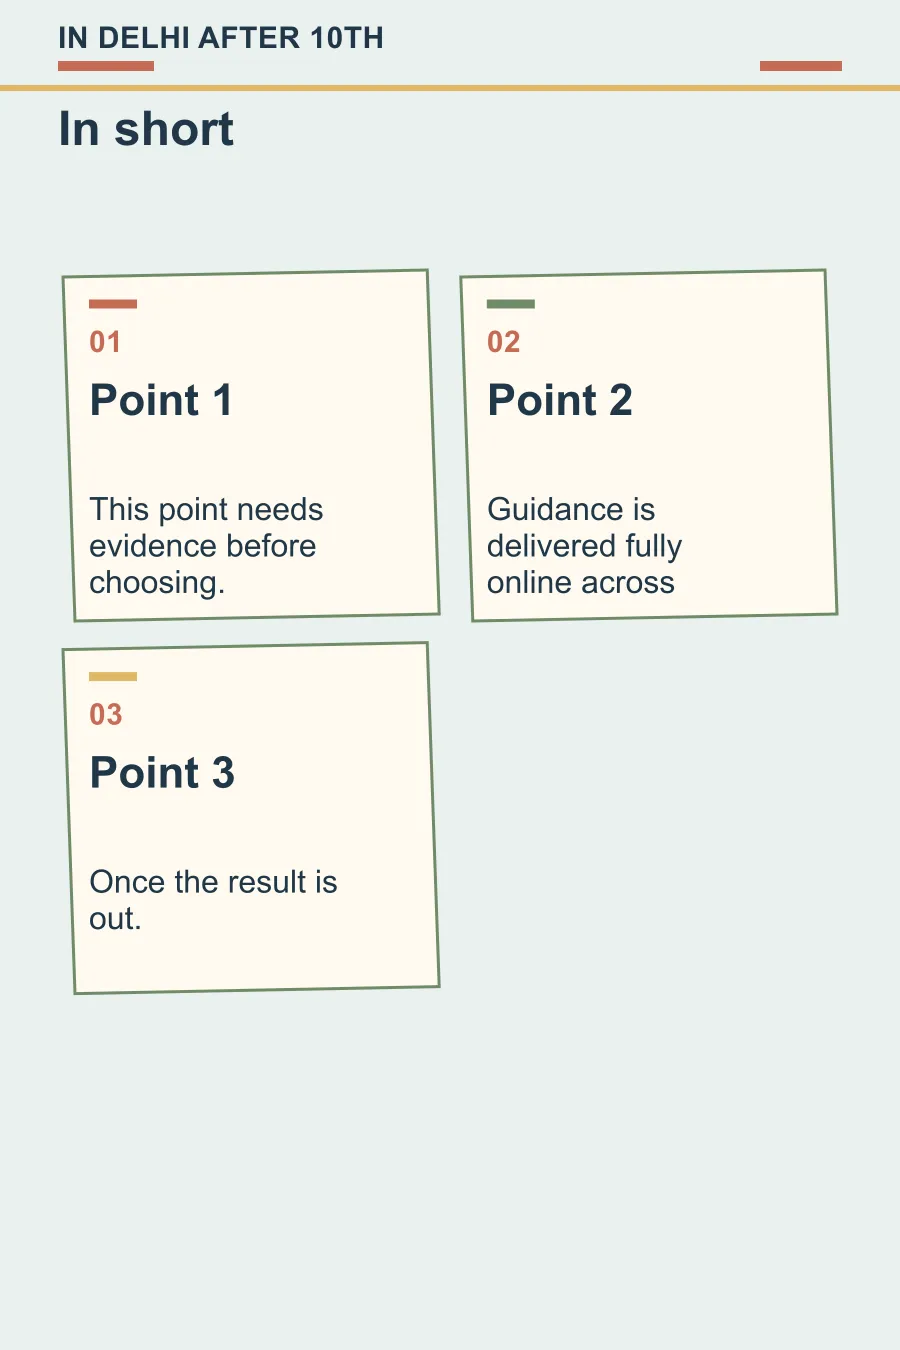 IN DELHI AFTER 10TH
In short
01
Point 1
This point needs
evidence before
choosing.
02
Point 2
Guidance is
delivered fully
online across
03
Point 3
Once the result is
out.